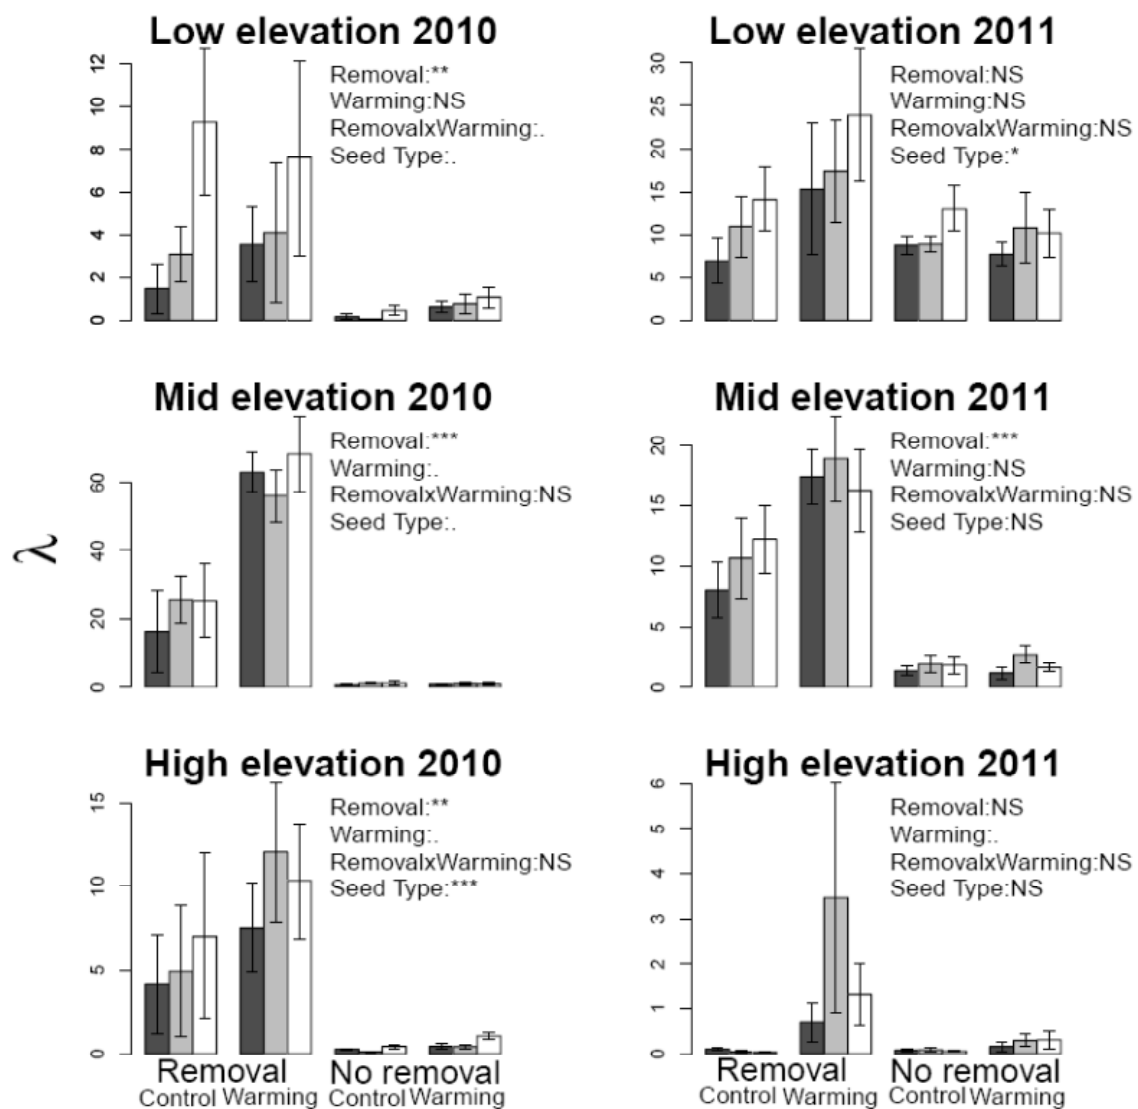 Low elevation 2010
12
10
8
6
4
2
0
Removal:**
Warming:NS
RemovalxWarming:.
Seed Type:.
Low elevation 2011
30
25
20
15
10
5
0
Removal:NS
Warming:NS
RemovalxWarming:NS
Seed Type:*
λ
Mid elevation 2010
60
40
20
0
Removal:***
Warming:.
RemovalxWarming:NS
Seed Type:.
Mid elevation 2011
20
15
10
5
0
Removal:***
Warming:NS
RemovalxWarming:NS
Seed Type:NS
High elevation 2010
15
10
5
0
Removal:**
Warming:.
RemovalxWarming:NS
Seed Type:***
Removal No removal
Control Warming Control Warming
High elevation 2011
6
5
4
3
2
1
0
Removal:NS
Warming:.
RemovalxWarming:NS
Seed Type:NS
Removal No removal
Control Warming Control Warming